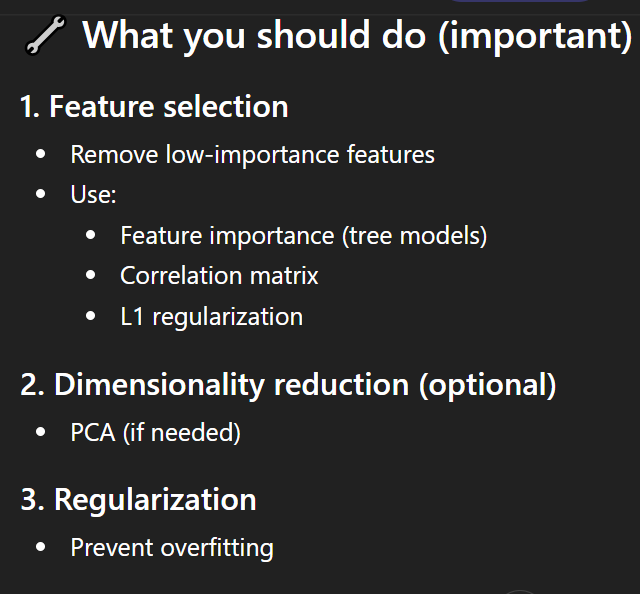 What you should do (important)
1. Feature selection
• Remove low-importance features
• Use:
• Feature importance (tree models)
• Correlation matrix
• L1 regularization
2. Dimensionality reduction (optional)
• PCA (if needed)
3. Regularization
• Prevent overfitting